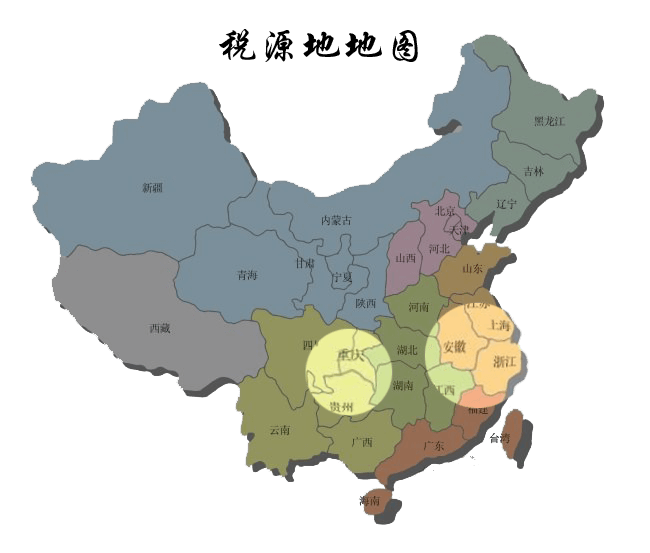 税源地地图
黑龙江
吉林
新疆
辽宁
北京
内蒙古
天津
河北
山西
甘肃
山东
青海
宁夏
陕西
江苏
河南
上海
西藏
四川
安徽
湖北
重庆
浙江
湖南
江西
贵州
福建
云南
台湾
广西
广东
海南